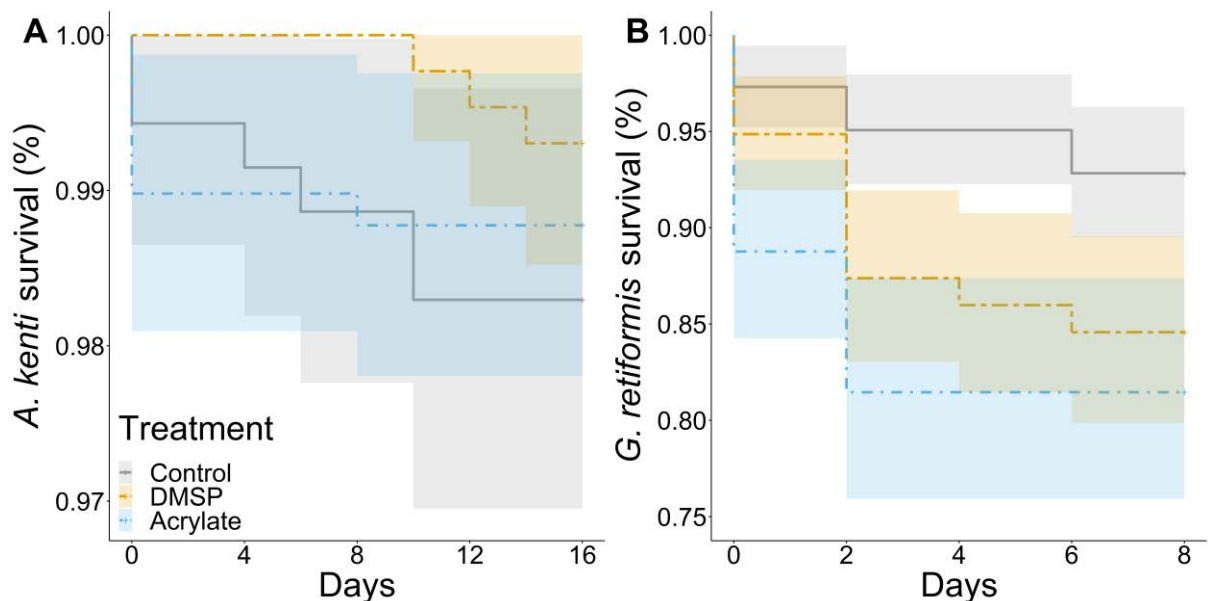 A
A. kenti survival (%)
1.00
0.99
0.98
0.97
Treatment
Control
DMSP
Acrylate
0 4 8 12 16
Days
B
G. retiformis survival (%)
1.00
0.95
0.90
0.85
0.80
0.75
0 2 4 6 8
Days